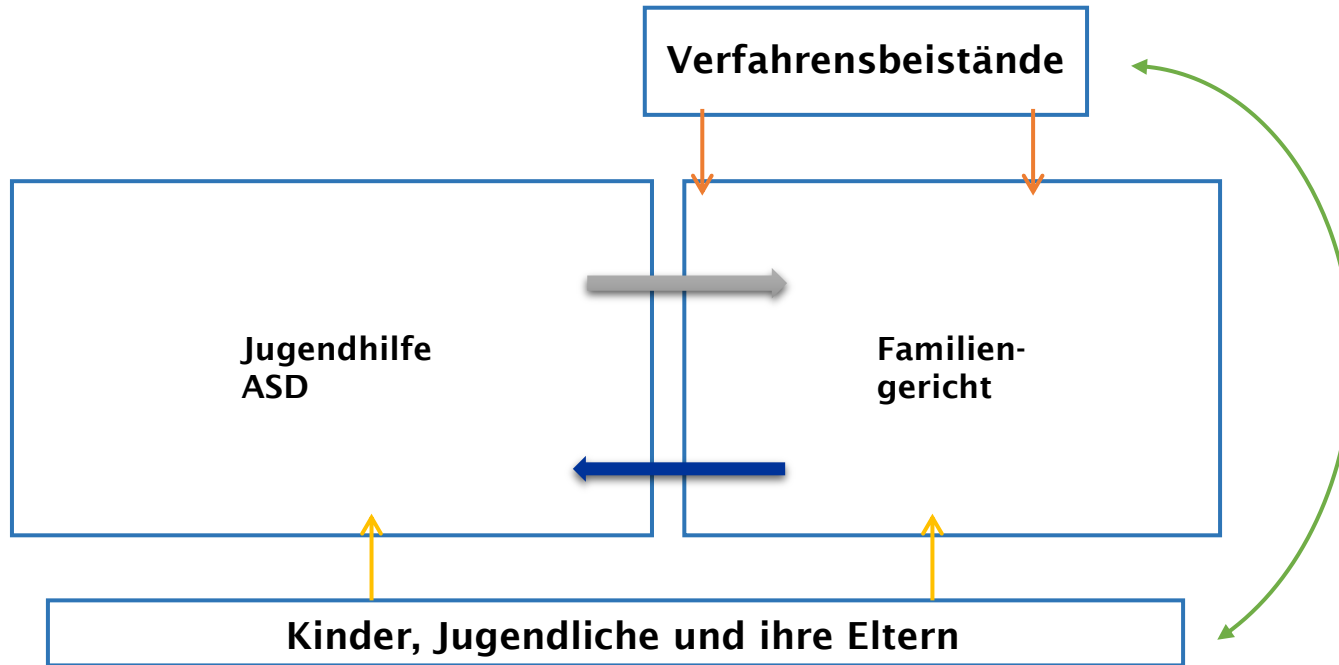 Verfahrensbeistände
Jugendhilfe
ASD
Familien-
gericht
Kinder, Jugendliche und ihre Eltern